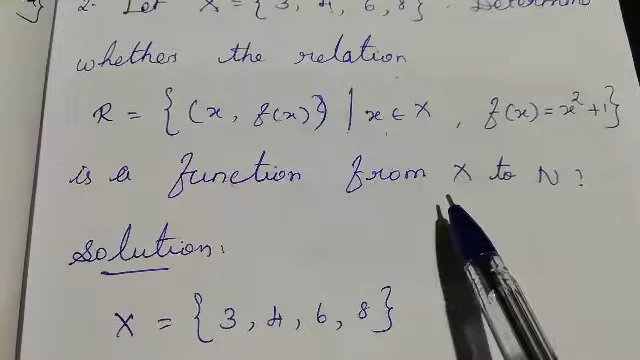 2. Let X = {3, 4, 6, 8}. Determine
whether the relation
R = {(x, f(x)) | x ∈ X, f(x) = x² + 1}
is a function from X to N?
Solution:
X = {3, 4, 6, 8}